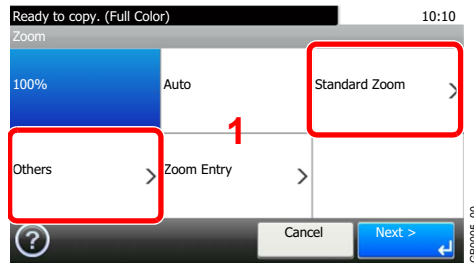 Ready to copy. (Full Color) 10:10
Zoom
100% Auto Standard Zoom >
1
Others > Zoom Entry >
? Cancel Next >